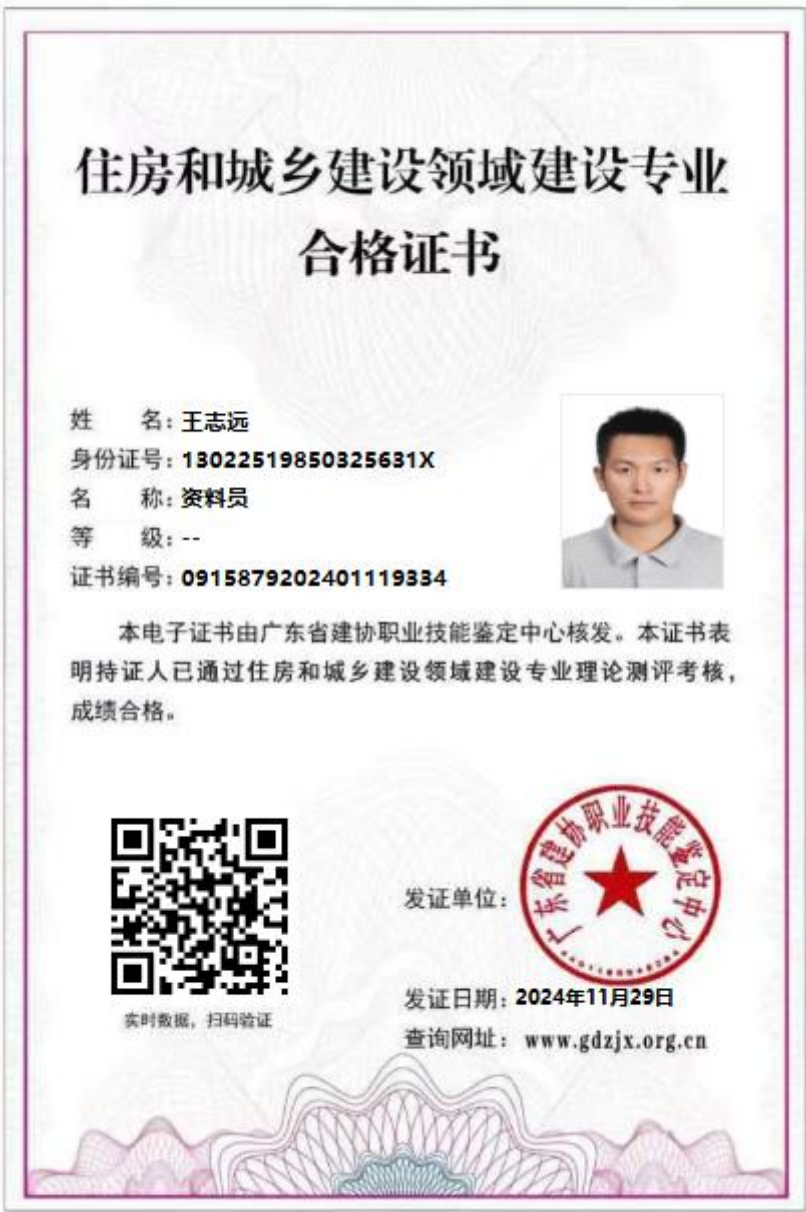 住房和城乡建设领域建设专业
合格证书
姓 名：王志远
身份证号：13022519850325631X
名 称：资料员
等 级：--
证书编号：0915879202401119334
本电子证书由广东省建协职业技能鉴定中心核发。本证书表
明持证人已通过住房和城乡建设领域建设专业理论测评考核，
成绩合格。
广东省建协职业技能鉴定中心
发证单位：
发证日期：2024年11月29日
实时数据，扫码验证
查询网址：www.gdzjx.org.cn